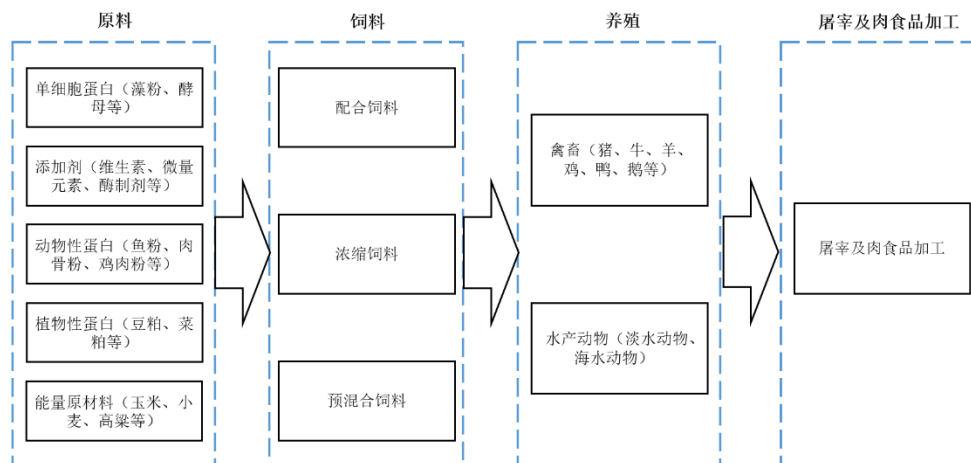 原料
饲料
养殖
屠宰及肉食品加工
单细胞蛋白（藻粉、酵
母等）
添加剂（维生素、微量
元素、酶制剂等）
动物性蛋白（鱼粉、肉
骨粉、鸡肉粉等）
植物性蛋白（豆粕、菜
粕等）
能量原材料（玉米、小
麦、高粱等）
配合饲料
浓缩饲料
预混合饲料
禽畜（猪、牛、羊、
鸡、鸭、鹅等）
水产动物（淡水动物、
海水动物）
屠宰及肉食品加工